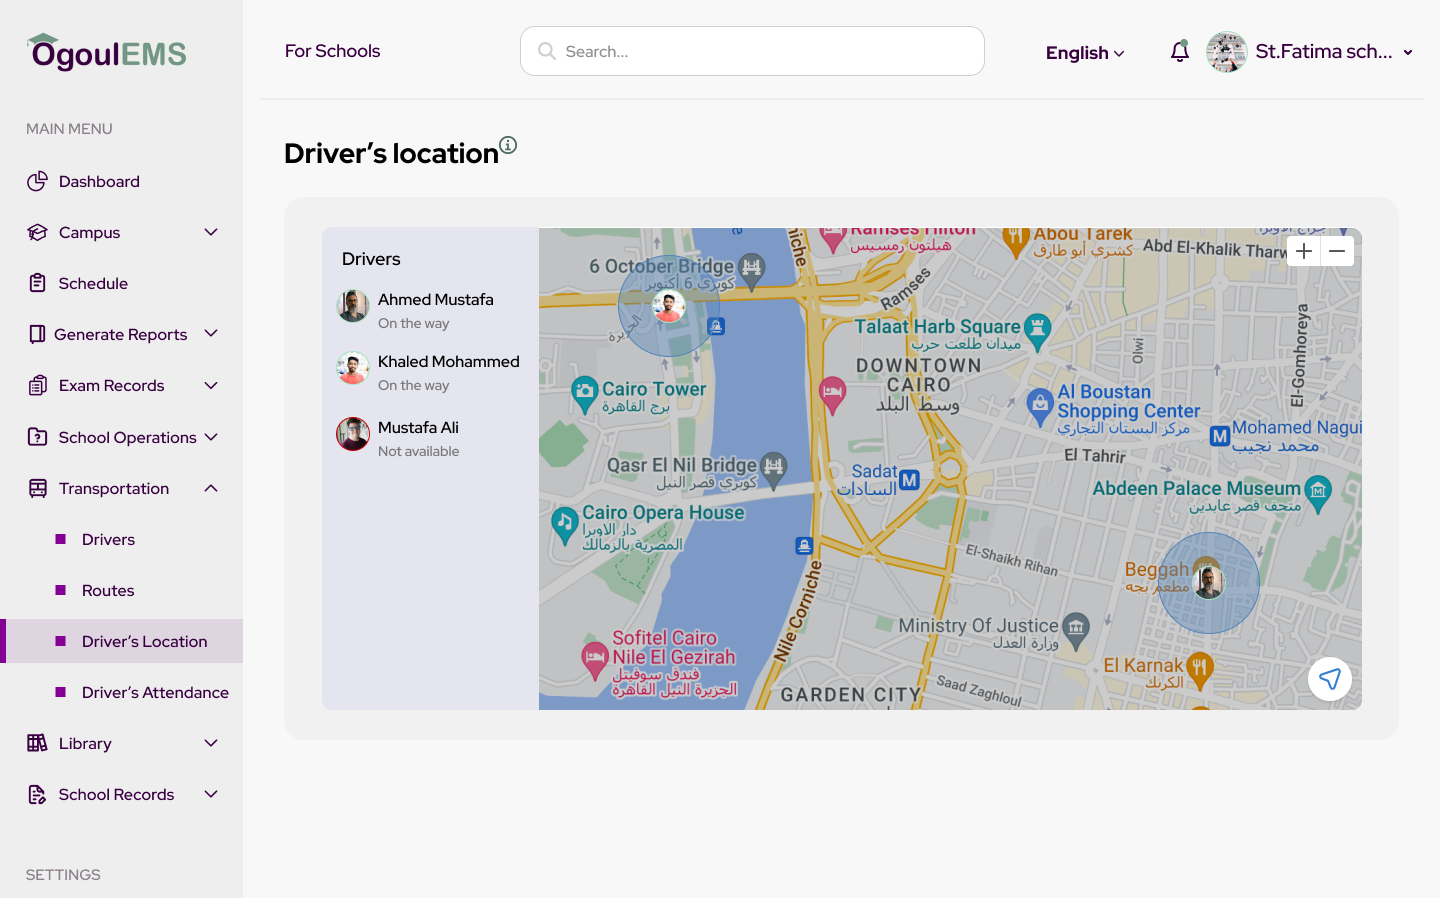 OgoulEMS
For Schools
Search...
English
St.Fatima sch...
MAIN MENU
Dashboard
Campus
Schedule
Generate Reports
Exam Records
School Operations
Transportation
Drivers
Routes
Driver's Location
Driver's Attendance
Library
School Records
SETTINGS
Driver's location
Drivers
Ahmed Mustafa
On the way
Khaled Mohammed
On the way
Mustafa Ali
Not available
Ramses Hilton
هيلتون رمسيس
Abou Tarek
كشري أبو طارق
Abd El-Khalik Tharw
6 October Bridge
كوبري 6 أكتوبر
الجزيرة
Ramses
Talaat Harb Square
ميدان طلعت حرب
Olwi
El-Gomhoreya
DOWNTOWN
CAIRO
وسط البلد
Cairo Tower
برج القاهرة
Al Boustan
Shopping Center
مركز البستان التجاري
M
Mohamed Nagui
محمد نجيب
El Tahrir
Qasr El Nil Bridge
كوبري قصر النيل
Sadat
السادات
M
Abdeen Palace Museum
متحف قصر عابدين
Cairo Opera House
دار الاوبرا
المصرية بالزمالك
El-Shaikh Rihan
Beggah
مطعم بجه
Nile Corniche
Ministry Of Justice
وزارة العدل
Sofitel Cairo
Nile El Gezirah
فندق سوفيتل
الجزيرة النيل القاهرة
El Karnak
الكرنك
Saad Zaghloul
GARDEN CITY